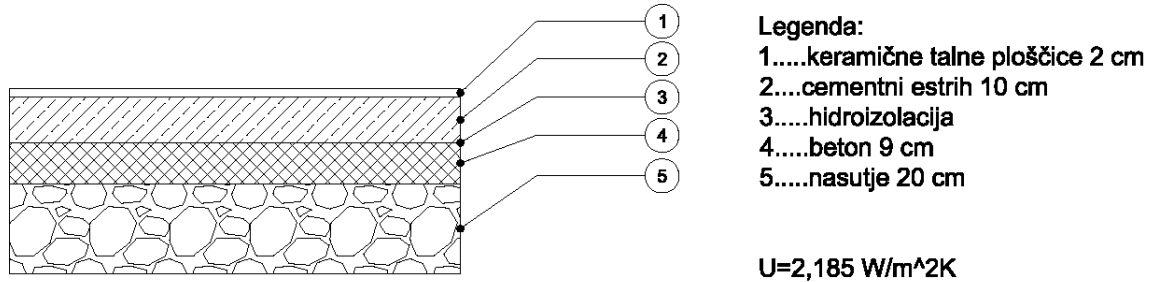 1
2
3
4
5
Legenda:
1.....keramične talne ploščice 2 cm
2....cementni estrih 10 cm
3.....hidroizolacija
4.....beton 9 cm
5.....nasutje 20 cm
U=2,185 W/m^2K